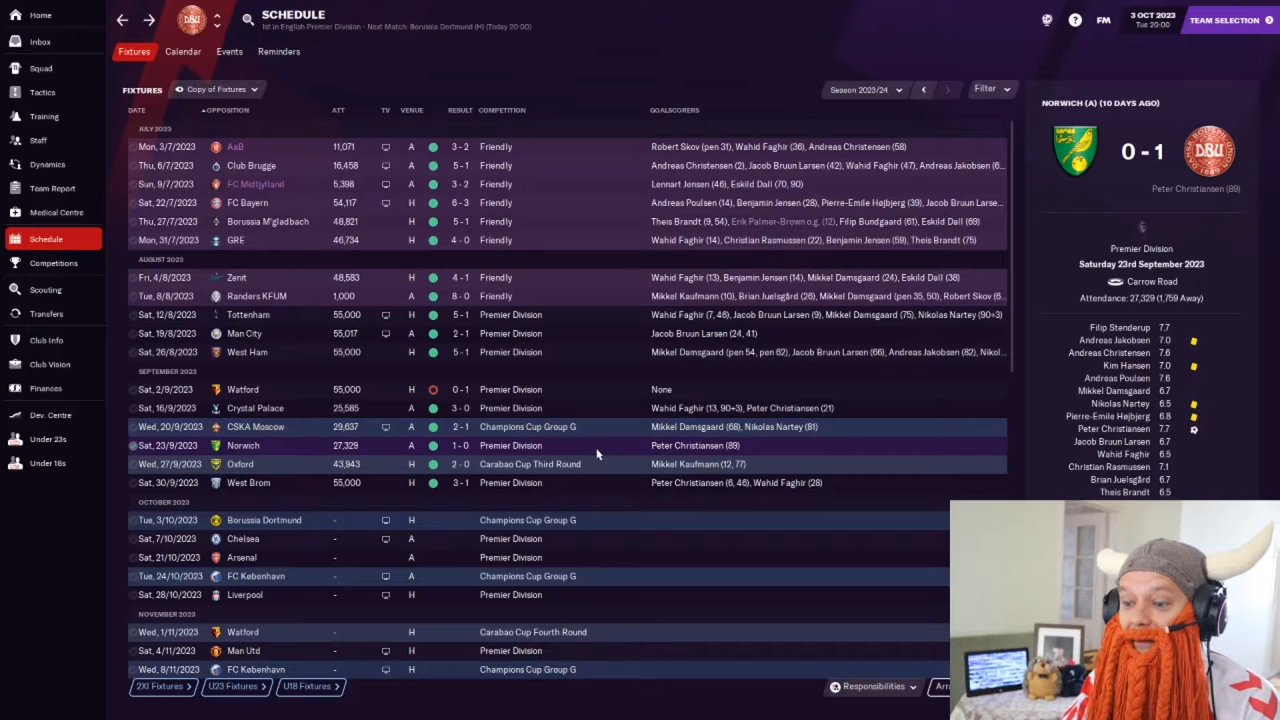 Home
Inbox
Squad
Tactics
Training
Staff
Dynamics
Team Report
Medical Centre
Schedule
Competitions
Scouting
Transfers
Club Info
Club Vision
Finances
Dev. Centre
Under 23s
Under 18s
DBU
SCHEDULE
1st in English Premier Division - Next Match: Borussia Dortmund (H) (Today 20:00)
FM
3 OCT 2023
Tue 20:00
TEAM SELECTION
Fixtures Calendar Events Reminders
FIXTURES Copy of Fixtures Season 2023/24 Filter
DATE OPPOSITION ATT TV VENUE RESULT COMPETITION GOALSCORERS
JULY 2023
Mon, 3/7/2023 AaB 11,071 A 3 - 2 Friendly Robert Skov (pen 31), Wahid Faghir (36), Andreas Christensen (58)
Thu, 6/7/2023 Club Brugge 16,458 A 5 - 1 Friendly Andreas Christensen (2), Jacob Bruun Larsen (42), Wahid Faghir (47), Andreas Jakobsen (6...
Sun, 9/7/2023 FC Midtjylland 5,398 A 3 - 2 Friendly Lennart Jensen (46), Eskild Dall (70, 90)
Sat, 22/7/2023 FC Bayern 54,117 H 6 - 3 Friendly Andreas Poulsen (14), Benjamin Jensen (28), Pierre-Emile Højbjerg (39), Jacob Bruun Larse...
Thu, 27/7/2023 Borussia M'gladbach 48,821 H 5 - 1 Friendly Theis Brandt (9, 54), Erik Palmer-Brown o.g. (12), Filip Bundgaard (61), Eskild Dall (69)
Mon, 31/7/2023 GRE 46,734 H 4 - 0 Friendly Wahid Faghir (14), Christian Rasmussen (22), Benjamin Jensen (59), Theis Brandt (75)
AUGUST 2023
Fri, 4/8/2023 Zenit 48,583 H 4 - 1 Friendly Wahid Faghir (13), Benjamin Jensen (14), Mikkel Damsgaard (24), Eskild Dall (38)
Tue, 8/8/2023 Randers KFUM 1,000 A 8 - 0 Friendly Mikkel Kaufmann (10), Brian Juelsgård (26), Mikkel Damsgaard (pen 35, 50), Robert Skov (6...
Sat, 12/8/2023 Tottenham 55,000 H 5 - 1 Premier Division Wahid Faghir (7, 46), Jacob Bruun Larsen (9), Mikkel Damsgaard (75), Nikolas Nartey (90+3)
Sat, 19/8/2023 Man City 55,017 A 2 - 1 Premier Division Jacob Bruun Larsen (24, 41)
Sat, 26/8/2023 West Ham 55,000 H 5 - 1 Premier Division Mikkel Damsgaard (pen 54, pen 62), Jacob Bruun Larsen (66), Andreas Jakobsen (82), Nikol...
SEPTEMBER 2023
Sat, 2/9/2023 Watford 55,000 H 0 - 1 Premier Division None
Sat, 16/9/2023 Crystal Palace 25,585 A 3 - 0 Premier Division Wahid Faghir (13, 90+3), Peter Christiansen (21)
Wed, 20/9/2023 CSKA Moscow 29,637 A 2 - 1 Champions Cup Group G Mikkel Damsgaard (68), Nikolas Nartey (81)
Sat, 23/9/2023 Norwich 27,329 A 1 - 0 Premier Division Peter Christiansen (89)
Wed, 27/9/2023 Oxford 43,943 H 2 - 0 Carabao Cup Third Round Mikkel Kaufmann (12, 77)
Sat, 30/9/2023 West Brom 55,000 H 3 - 1 Premier Division Peter Christiansen (6, 46), Wahid Faghir (28)
OCTOBER 2023
Tue, 3/10/2023 Borussia Dortmund - H Champions Cup Group G
Sat, 7/10/2023 Chelsea - A Premier Division
Sat, 21/10/2023 Arsenal - A Premier Division
Tue, 24/10/2023 FC København - A Champions Cup Group G
Sat, 28/10/2023 Liverpool - H Premier Division
NOVEMBER 2023
Wed, 1/11/2023 Watford - H Carabao Cup Fourth Round
Sat, 4/11/2023 Man Utd - H Premier Division
Wed, 8/11/2023 FC København - H Champions Cup Group G
2XI Fixtures U23 Fixtures U18 Fixtures Responsibilities Arra
NORWICH (A) (10 DAYS AGO)
0 - 1
DBU
Peter Christiansen (89)
Premier Division
Saturday 23rd September 2023
Carrow Road
Attendance: 27,329 (1,759 Away)
Filip Stenderup 7.7
Andreas Jakobsen 7.0
Andreas Christensen 7.6
Kim Hansen 7.0
Andreas Poulsen 7.6
Mikkel Damsgaard 6.7
Nikolas Nartey 6.5
Pierre-Emile Højbjerg 6.8
Peter Christiansen 7.7
Jacob Bruun Larsen 6.7
Wahid Faghir 6.5
Christian Rasmussen 7.1
Brian Juelsgård 6.7
Theis Brandt 6.5